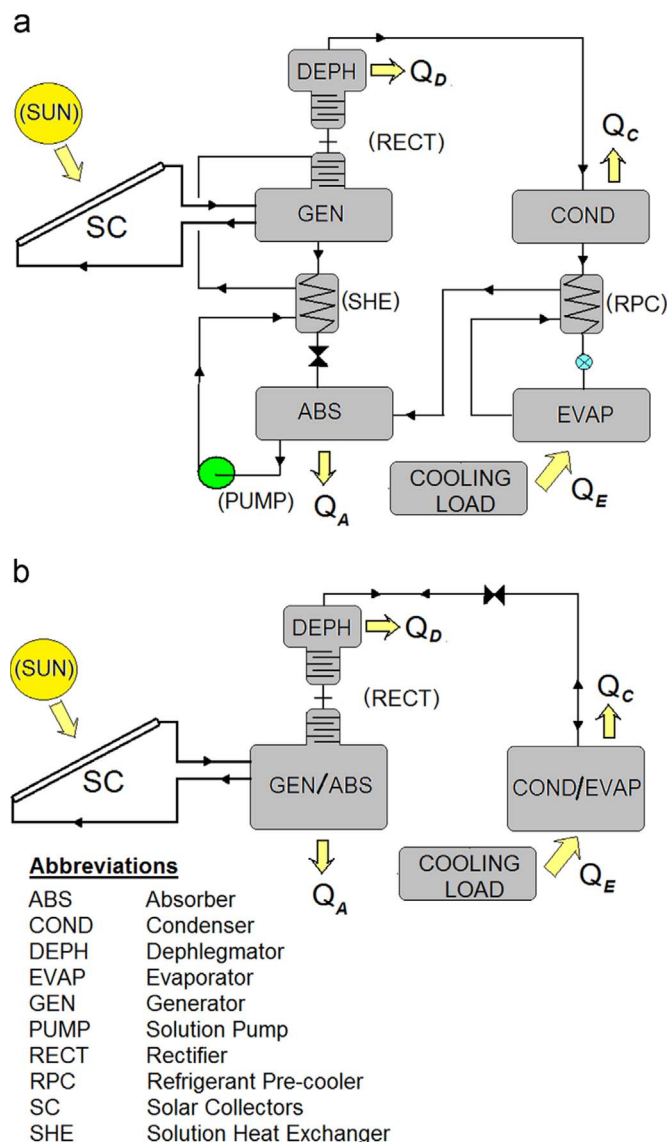 a
DEPH
Q_D
(SUN)
(RECT)
Q_C
SC
GEN
COND
(SHE)
(RPC)
ABS
EVAP
(PUMP)
Q_A
COOLING
LOAD
Q_E
b
DEPH
Q_D
(SUN)
(RECT)
Q_C
SC
GEN/ABS
COND/EVAP
COOLING
LOAD
Q_E
Q_A
Abbreviations
ABS Absorber
COND Condenser
DEPH Dephlegmator
EVAP Evaporator
GEN Generator
PUMP Solution Pump
RECT Rectifier
RPC Refrigerant Pre-cooler
SC Solar Collectors
SHE Solution Heat Exchanger